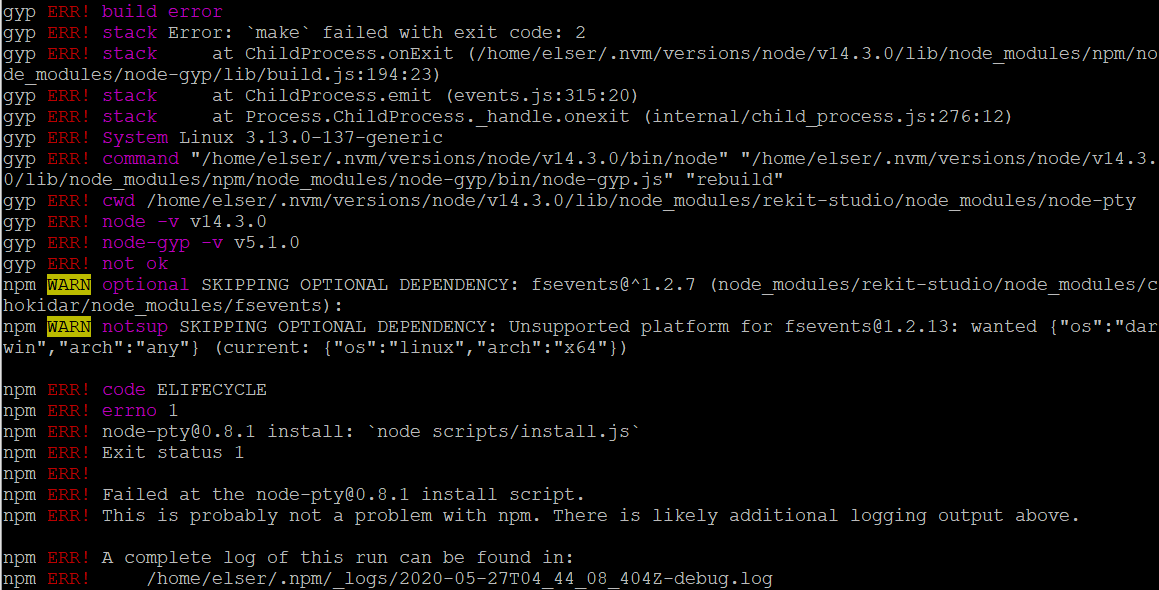 gyp ERR! build error
gyp ERR! stack Error: `make` failed with exit code: 2
gyp ERR! stack     at ChildProcess.onExit (/home/elser/.nvm/versions/node/v14.3.0/lib/node_modules/npm/no
de_modules/node-gyp/lib/build.js:194:23)
gyp ERR! stack     at ChildProcess.emit (events.js:315:20)
gyp ERR! stack     at Process.ChildProcess._handle.onexit (internal/child_process.js:276:12)
gyp ERR! System Linux 3.13.0-137-generic
gyp ERR! command "/home/elser/.nvm/versions/node/v14.3.0/bin/node" "/home/elser/.nvm/versions/node/v14.3.
0/lib/node_modules/npm/node_modules/node-gyp/bin/node-gyp.js" "rebuild"
gyp ERR! cwd /home/elser/.nvm/versions/node/v14.3.0/lib/node_modules/rekit-studio/node_modules/node-pty
gyp ERR! node -v v14.3.0
gyp ERR! node-gyp -v v5.1.0
gyp ERR! not ok
npm WARN optional SKIPPING OPTIONAL DEPENDENCY: fsevents@^1.2.7 (node_modules/rekit-studio/node_modules/c
hokidar/node_modules/fsevents):
npm WARN notsup SKIPPING OPTIONAL DEPENDENCY: Unsupported platform for fsevents@1.2.13: wanted {"os":"dar
win","arch":"any"} (current: {"os":"linux","arch":"x64"})
npm ERR! code ELIFECYCLE
npm ERR! errno 1
npm ERR! node-pty@0.8.1 install: `node scripts/install.js`
npm ERR! Exit status 1
npm ERR!
npm ERR! Failed at the node-pty@0.8.1 install script.
npm ERR! This is probably not a problem with npm. There is likely additional logging output above.
npm ERR! A complete log of this run can be found in:
npm ERR!     /home/elser/.npm/_logs/2020-05-27T04_44_08_404Z-debug.log